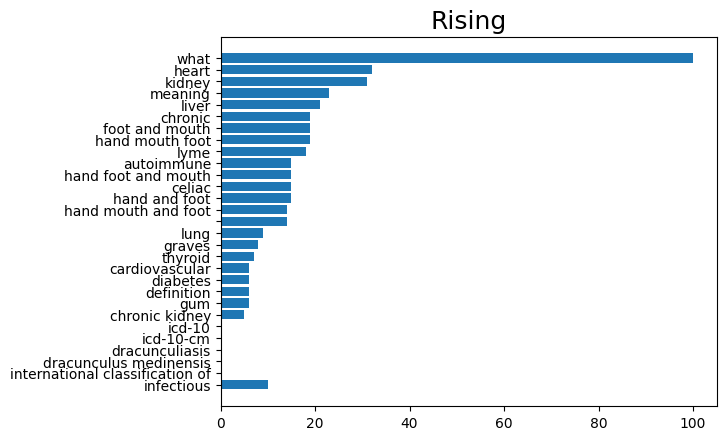 Rising
what
heart
kidney
meaning
liver
chronic
foot and mouth
hand mouth foot
lyme
autoimmune
hand foot and mouth
celiac
hand and foot
hand mouth and foot
lung
graves
thyroid
cardiovascular
diabetes
definition
gum
chronic kidney
icd-10
icd-10-cm
dracunculiasis
dracunculus medinensis
international classification of
infectious
0 20 40 60 80 100